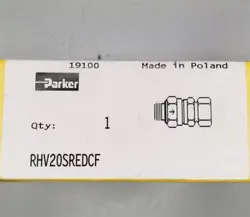 19100 Made in Poland
Parker
Qty: 1
RHV20SREDCF